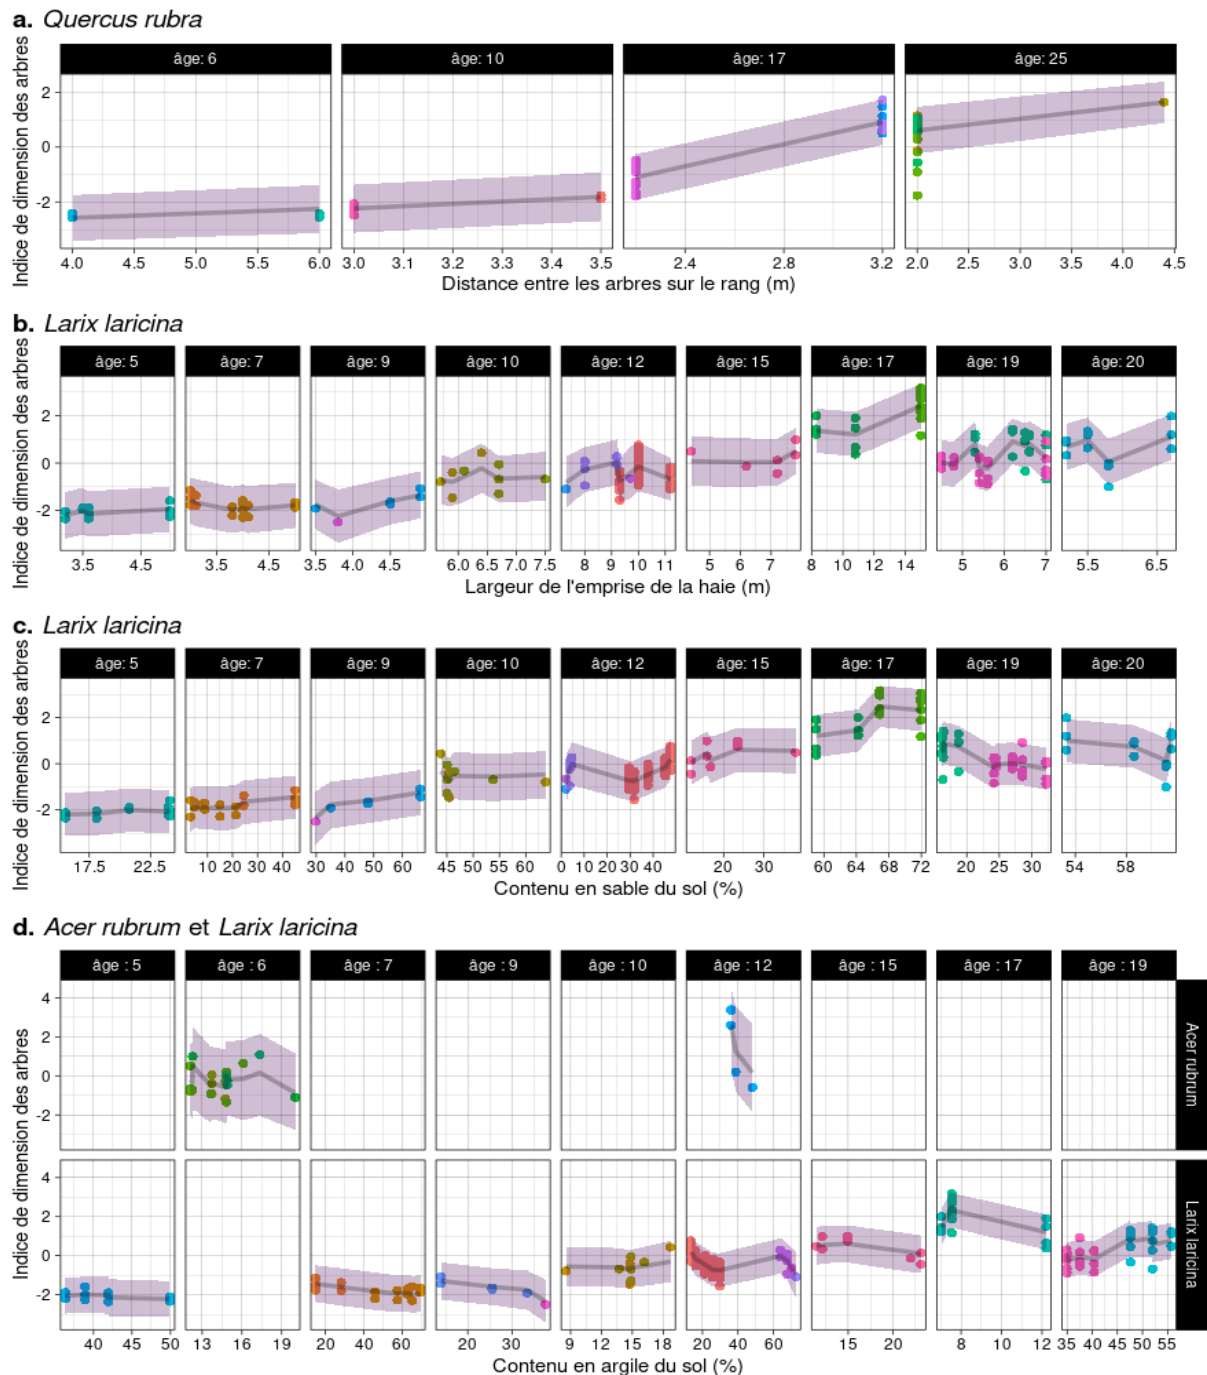 a. Quercus rubra
âge: 6 âge: 10 âge: 17 âge: 25
Indice de dimension des arbres
2
0
-2
4.0 4.5 5.0 5.5 6.0 3.0 3.1 3.2 3.3 3.4 3.5 2.4 2.8 3.2 2.0 2.5 3.0 3.5 4.0 4.5
Distance entre les arbres sur le rang (m)
b. Larix laricina
âge: 5 âge: 7 âge: 9 âge: 10 âge: 12 âge: 15 âge: 17 âge: 19 âge: 20
Indice de dimension des arbres
2
0
-2
3.5 4.5 3.5 4.5 3.5 4.5 6.0 6.5 7.0 7.5 8 9 10 11 5 6 7 8 10 12 14 5 6 7 5.5 6.5
Largeur de l'emprise de la haie (m)
c. Larix laricina
âge: 5 âge: 7 âge: 9 âge: 10 âge: 12 âge: 15 âge: 17 âge: 19 âge: 20
Indice de dimension des arbres
2
0
-2
17.5 22.5 10 20 30 40 30 40 50 60 45 50 55 60 0 10 20 30 40 20 30 60 64 68 72 20 25 30 54 58
Contenu en sable du sol (%)
d. Acer rubrum et Larix laricina
âge : 5 âge : 6 âge : 7 âge : 9 âge : 10 âge : 12 âge : 15 âge : 17 âge : 19
Indice de dimension des arbres
4
2
0
-2
Acer rubrum
4
2
0
-2
Larix laricina
40 45 50 13 15 17 19 20 40 60 20 30 9 12 15 18 20 40 60 15 20 8 10 12 35 40 45 50 55
Contenu en argile du sol (%)